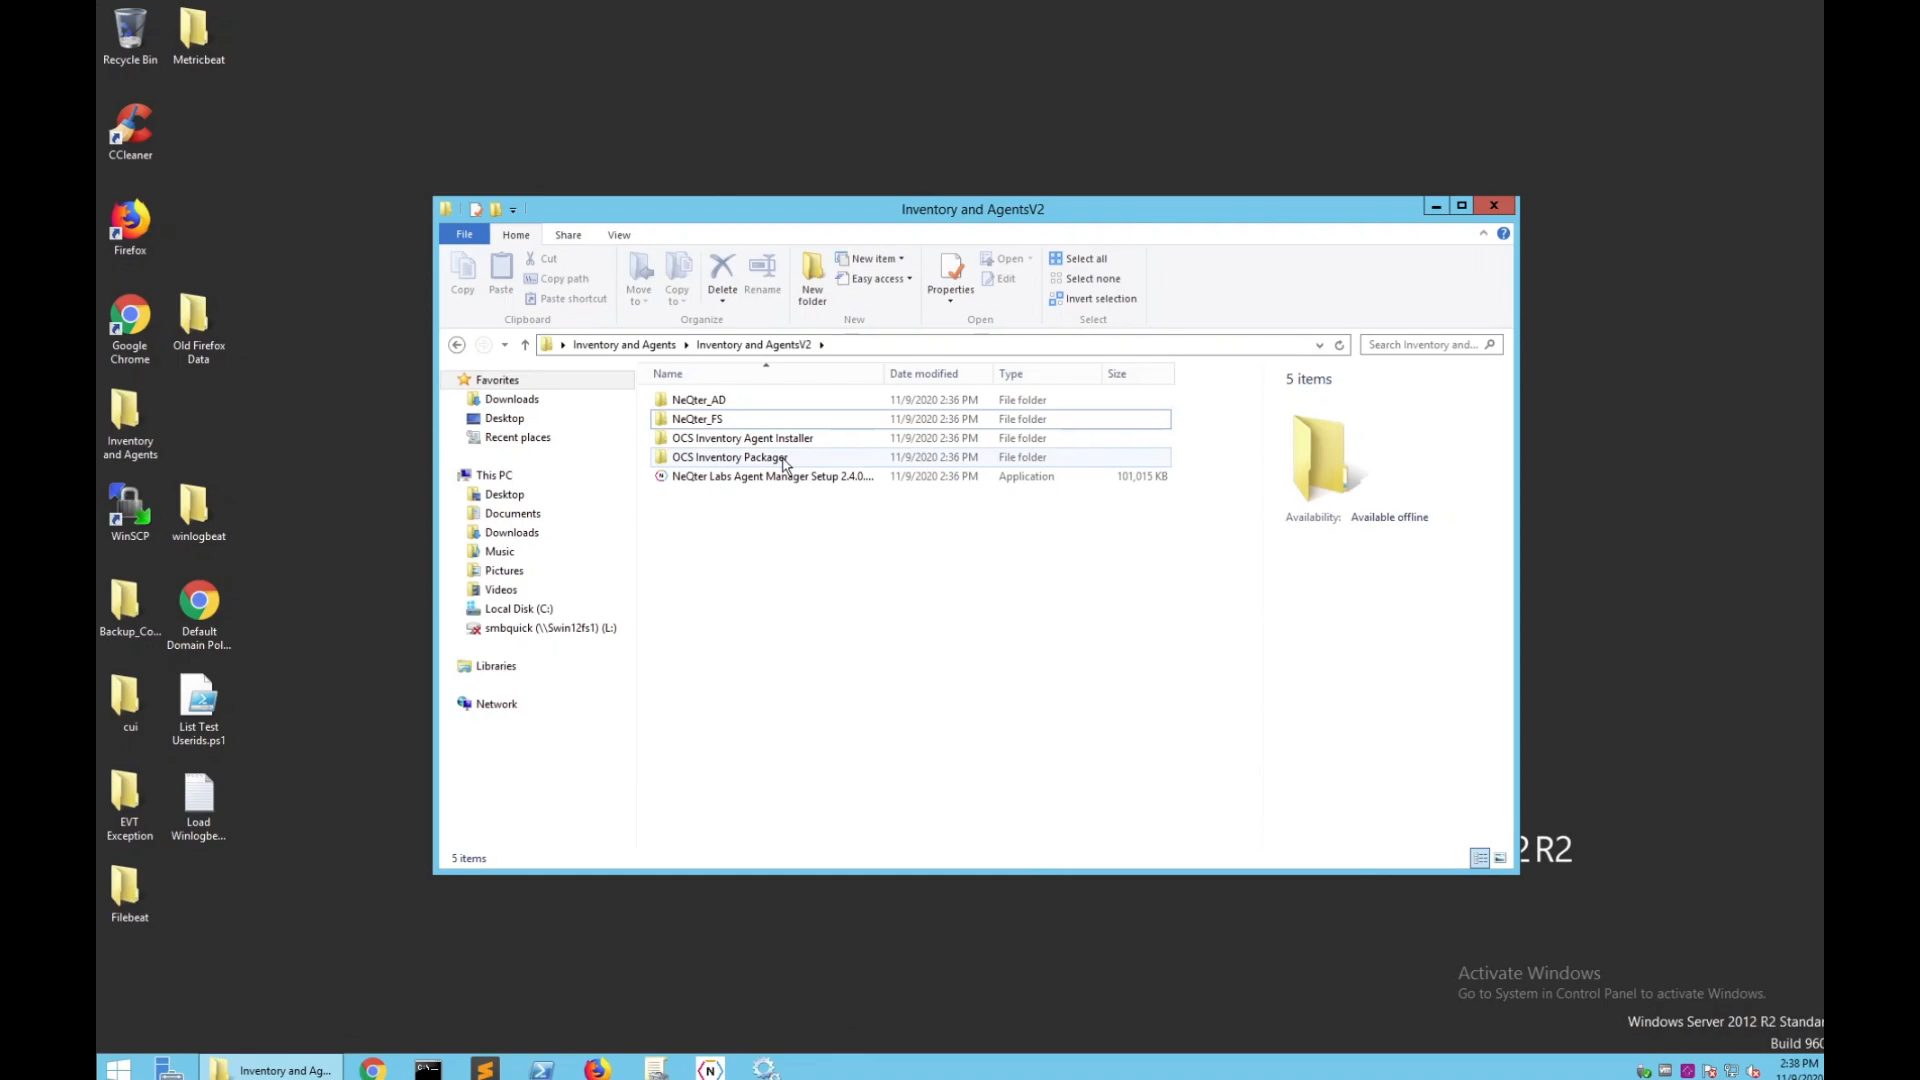 Recycle Bin
Metricbeat
CCleaner
Firefox
Google
Chrome
Old Firefox
Data
Inventory
and Agents
WinSCP
winlogbeat
Backup_Co...
Default
Domain Pol...
cui
List Test
Userids.ps1
EVT
Exception
Load
Winlogbe...
Filebeat
Inventory and AgentsV2
File
Home
Share
View
Copy
Paste
Cut
Copy path
Paste shortcut
Clipboard
Move
to
Copy
to
Delete
Rename
Organize
New
folder
New item
Easy access
New
Properties
Open
Edit
Open
Select all
Select none
Invert selection
Select
Inventory and Agents
Inventory and AgentsV2
Search Inventory and...
Favorites
Downloads
Desktop
Recent places
This PC
Desktop
Documents
Downloads
Music
Pictures
Videos
Local Disk (C:)
smbquick (\\Swin12fs1) (L:)
Libraries
Network
Name Date modified Type Size
NeQter_AD 11/9/2020 2:36 PM File folder
NeQter_FS 11/9/2020 2:36 PM File folder
OCS Inventory Agent Installer 11/9/2020 2:36 PM File folder
OCS Inventory Packager 11/9/2020 2:36 PM File folder
NeQter Labs Agent Manager Setup 2.4.0.... 11/9/2020 2:36 PM Application 101,015 KB
5 items
Availability: Available offline
5 items
2 R2
Activate Windows
Go to System in Control Panel to activate Windows.
Windows Server 2012 R2 Standar
Build 960
Inventory and Ag...
2:38 PM
11/9/2020